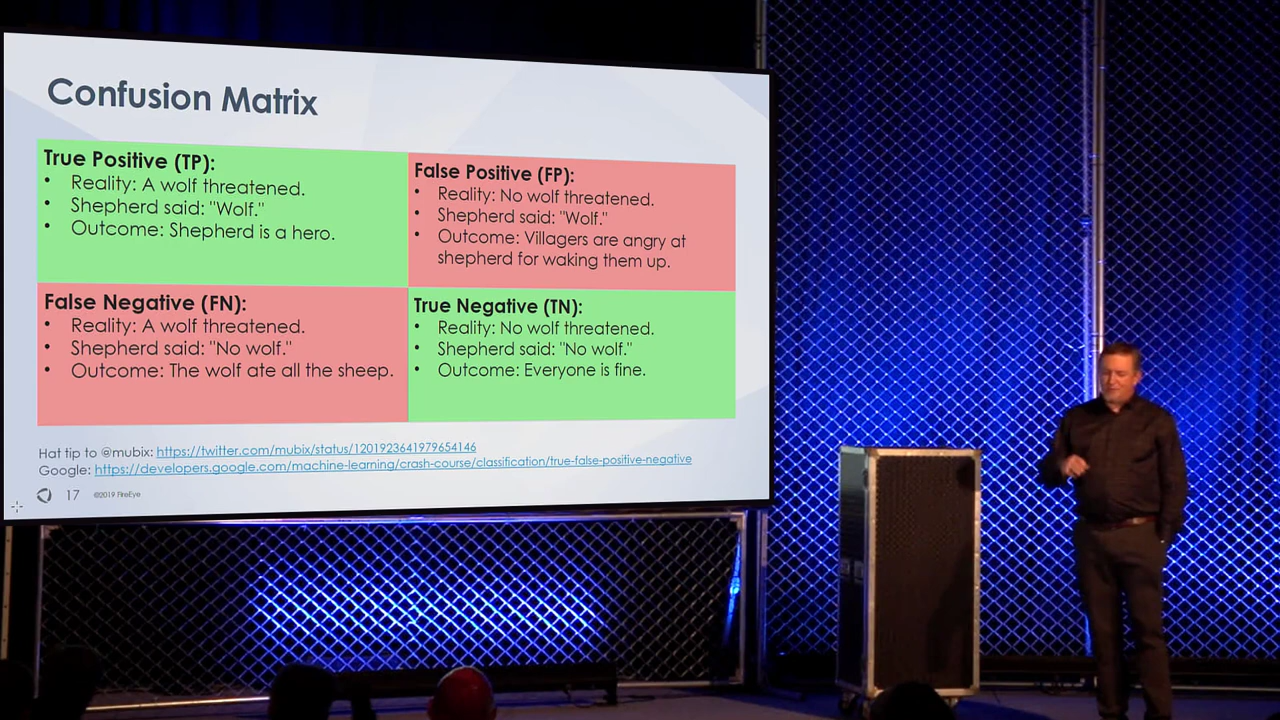 Confusion Matrix
True Positive (TP):
• Reality: A wolf threatened.
• Shepherd said: "Wolf."
• Outcome: Shepherd is a hero.
False Positive (FP):
• Reality: No wolf threatened.
• Shepherd said: "Wolf."
• Outcome: Villagers are angry at
shepherd for waking them up.
False Negative (FN):
• Reality: A wolf threatened.
• Shepherd said: "No wolf."
• Outcome: The wolf ate all the sheep.
True Negative (TN):
• Reality: No wolf threatened.
• Shepherd said: "No wolf."
• Outcome: Everyone is fine.
Hat tip to @mubix: https://twitter.com/mubix/status/1201923641979654146
Google: https://developers.google.com/machine-learning/crash-course/classification/true-false-positive-negative
17 ©2019 FireEye